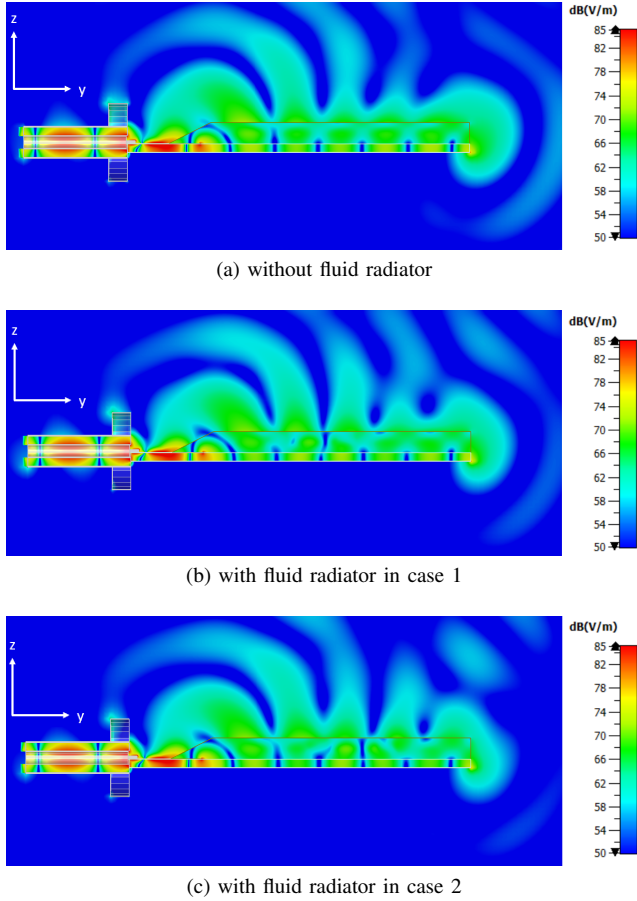 z
y
dB(V/m)
85
82
78
74
70
66
62
58
54
50
(a) without fluid radiator
z
y
dB(V/m)
85
82
78
74
70
66
62
58
54
50
(b) with fluid radiator in case 1
z
y
dB(V/m)
85
82
78
74
70
66
62
58
54
50
(c) with fluid radiator in case 2